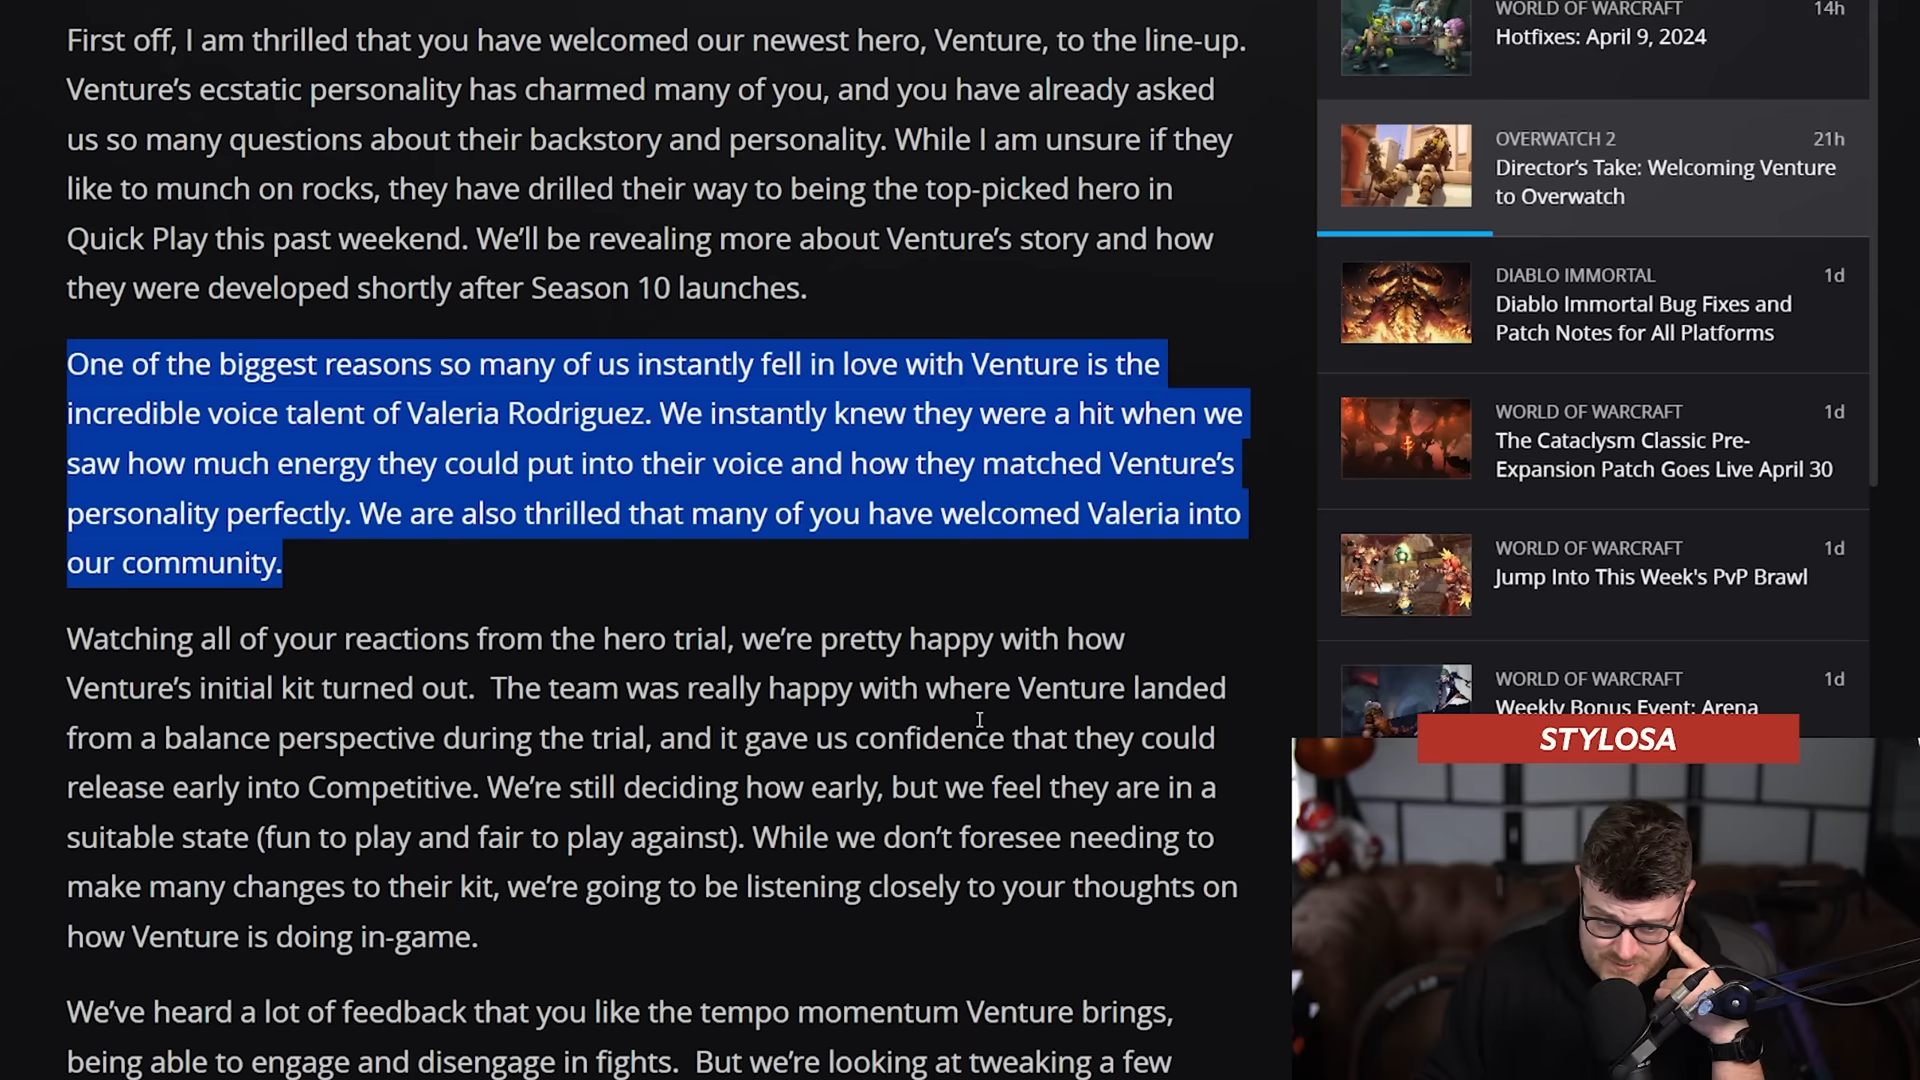 First off, I am thrilled that you have welcomed our newest hero, Venture, to the line-up.
Venture’s ecstatic personality has charmed many of you, and you have already asked
us so many questions about their backstory and personality. While I am unsure if they
like to munch on rocks, they have drilled their way to being the top-picked hero in
Quick Play this past weekend. We’ll be revealing more about Venture’s story and how
they were developed shortly after Season 10 launches.
One of the biggest reasons so many of us instantly fell in love with Venture is the
incredible voice talent of Valeria Rodriguez. We instantly knew they were a hit when we
saw how much energy they could put into their voice and how they matched Venture’s
personality perfectly. We are also thrilled that many of you have welcomed Valeria into
our community.
Watching all of your reactions from the hero trial, we’re pretty happy with how
Venture’s initial kit turned out.  The team was really happy with where Venture landed
from a balance perspective during the trial, and it gave us confidence that they could
release early into Competitive. We’re still deciding how early, but we feel they are in a
suitable state (fun to play and fair to play against). While we don’t foresee needing to
make many changes to their kit, we’re going to be listening closely to your thoughts on
how Venture is doing in-game.
We’ve heard a lot of feedback that you like the tempo momentum Venture brings,
being able to engage and disengage in fights.  But we’re looking at tweaking a few
WORLD OF WARCRAFT 14h
Hotfixes: April 9, 2024
OVERWATCH 2 21h
Director’s Take: Welcoming Venture
to Overwatch
DIABLO IMMORTAL 1d
Diablo Immortal Bug Fixes and
Patch Notes for All Platforms
WORLD OF WARCRAFT 1d
The Cataclysm Classic Pre-
Expansion Patch Goes Live April 30
WORLD OF WARCRAFT 1d
Jump Into This Week's PvP Brawl
WORLD OF WARCRAFT 1d
Weekly Bonus Event: Arena
STYLOSA